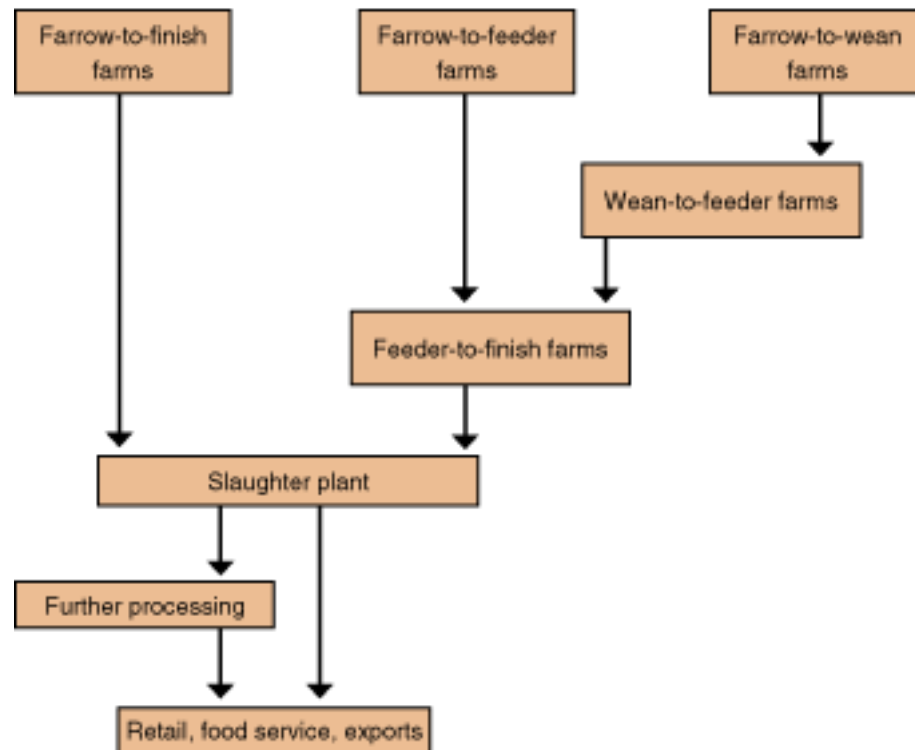 Farrow-to-finish
farms
Farrow-to-feeder
farms
Farrow-to-wean
farms
Wean-to-feeder farms
Feeder-to-finish farms
Slaughter plant
Further processing
Retail, food service, exports